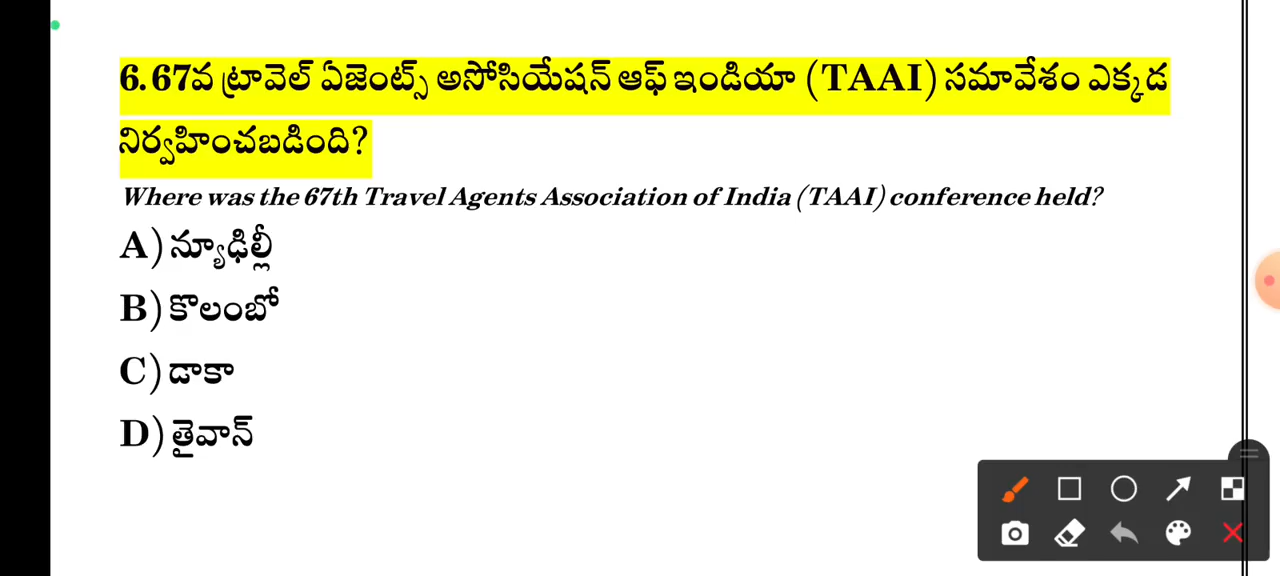 6. 67వ ట్రావెల్ ఏజెంట్స్ అసోసియేషన్ ఆఫ్ ఇండియా (TAAI) సమావేశం ఎక్కడ
నిర్వహించబడింది?
Where was the 67th Travel Agents Association of India (TAAI) conference held?
A) న్యూఢిల్లీ
B) కొలంబో
C) డాకా
D) తైవాన్